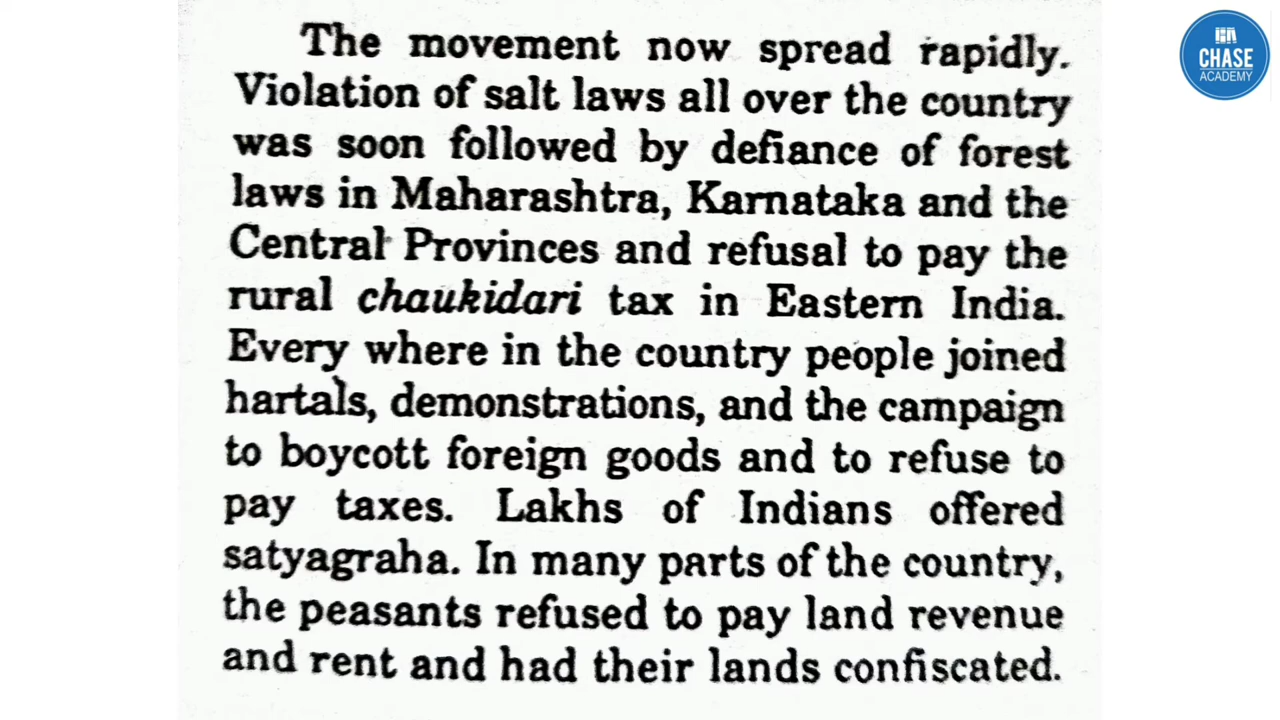 The movement now spread rapidly.
Violation of salt laws all over the country
was soon followed by defiance of forest
laws in Maharashtra, Karnataka and the
Central Provinces and refusal to pay the
rural chaukidari tax in Eastern India.
Every where in the country people joined
hartals, demonstrations, and the campaign
to boycott foreign goods and to refuse to
pay taxes. Lakhs of Indians offered
satyagraha. In many parts of the country,
the peasants refused to pay land revenue
and rent and had their lands confiscated.
CHASE
ACADEMY